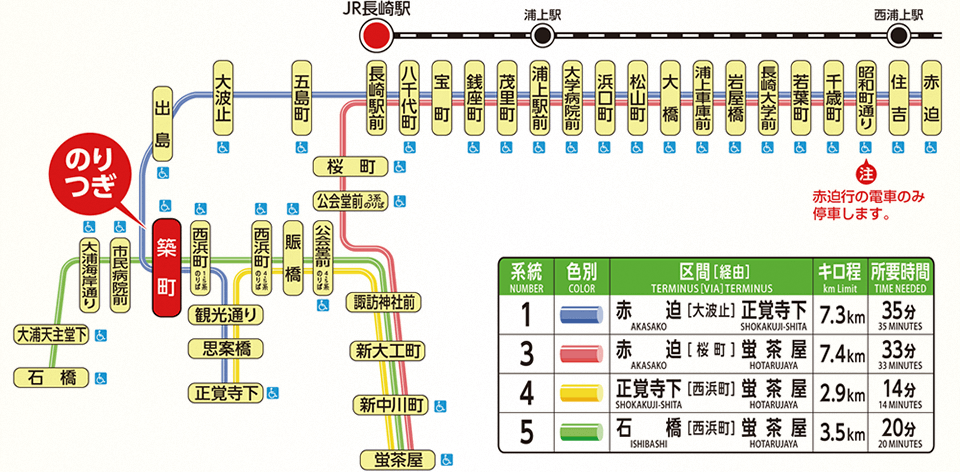 JR長崎駅
浦上駅
西浦上駅
出島
大波止
五島町
長崎駅前
八千代町
宝町
銭座町
茂里町
浦上駅前
大学病院前
浜口町
松山町
大橋
浦上車庫前
岩屋橋
長崎大学前
若葉町
千歳町
昭和町通り
住吉
赤迫
注
赤迫行の電車のみ
停車します。
のり
つぎ
桜町
公会堂前 3系のりば
大浦海岸通り
市民病院前
築町
西浜町 1・5系のりば
西浜町 4・5系のりば
賑橋
公会堂前 4・5系のりば
諏訪神社前
観光通り
思案橋
正覚寺下
新大工町
新中川町
蛍茶屋
大浦天主堂下
石橋
系統 色別 区間[経由] キロ程 所要時間
NUMBER COLOR TERMINUS [VIA] TERMINUS km Limit TIME NEEDED
1 赤迫 [大波止] 正覚寺下 7.3km 35分
AKASAKO SHOKAKUJI-SHITA 35 MINUTES
3 赤迫 [桜町] 蛍茶屋 7.4km 33分
AKASAKO HOTARUJAYA 33 MINUTES
4 正覚寺下 [西浜町] 蛍茶屋 2.9km 14分
SHOKAKUJI-SHITA HOTARUJAYA 14 MINUTES
5 石橋 [西浜町] 蛍茶屋 3.5km 20分
ISHIBASHI HOTARUJAYA 20 MINUTES